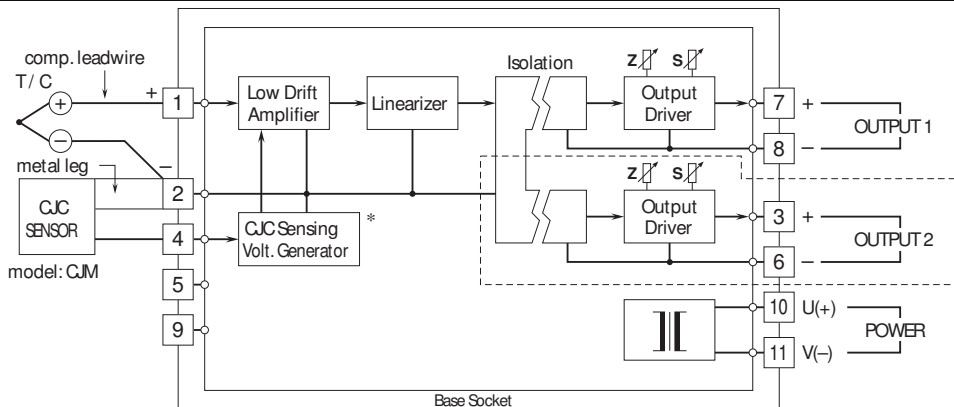 comp. leadwire
T / C
+
−
+
−
metal leg
CJC
SENSOR
model: CJM
1
2
4
5
9
Low Drift
Amplifier
Linearizer
CJC Sensing
Volt. Generator
*
Isolation
Z
S
Output
Driver
Z
S
Output
Driver
7
+
8
−
OUTPUT 1
3
+
6
−
OUTPUT 2
10
U(+)
11
V(−)
POWER
Base Socket